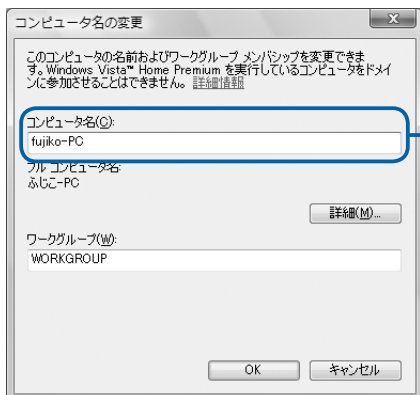 コンピュータ名の変更
このコンピュータの名前およびワークグループ メンバシップを変更できま
す。Windows Vista™ Home Premium を実行しているコンピュータをドメイ
ンに参加させることはできません。 詳細情報
コンピュータ名(C):
fujiko-PC
フル コンピュータ名:
ふじこ-PC
詳細(M)...
ワークグループ(W):
WORKGROUP
OK キャンセル